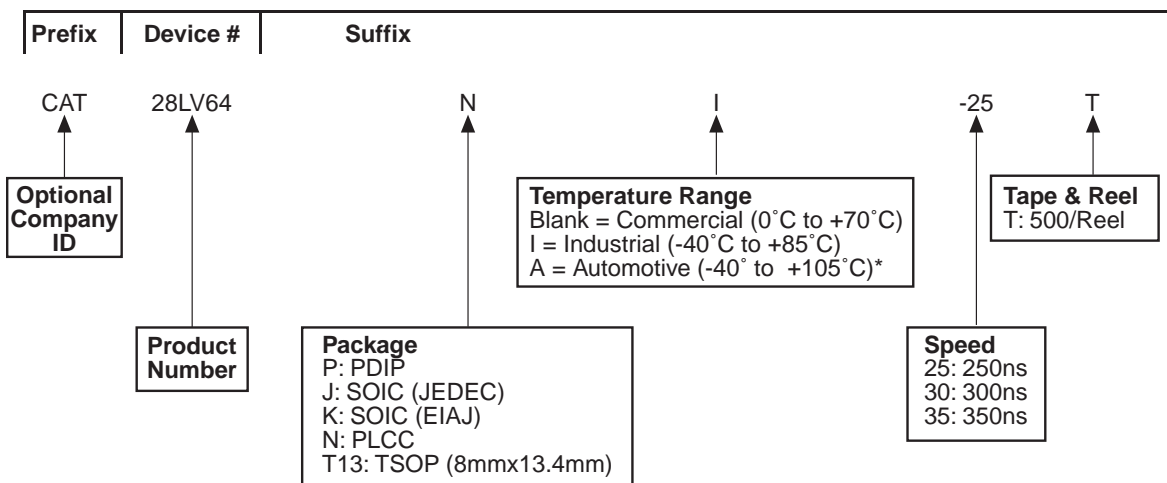 Prefix Device # Suffix
CAT 28LV64 N I -25 T
Optional
Company
ID
Temperature Range
Blank = Commercial (0˚C to +70˚C)
I = Industrial (-40˚C to +85˚C)
A = Automotive (-40˚ to +105˚C)*
Tape & Reel
T: 500/Reel
Product
Number
Package
P: PDIP
J: SOIC (JEDEC)
K: SOIC (EIAJ)
N: PLCC
T13: TSOP (8mmx13.4mm)
Speed
25: 250ns
30: 300ns
35: 350ns